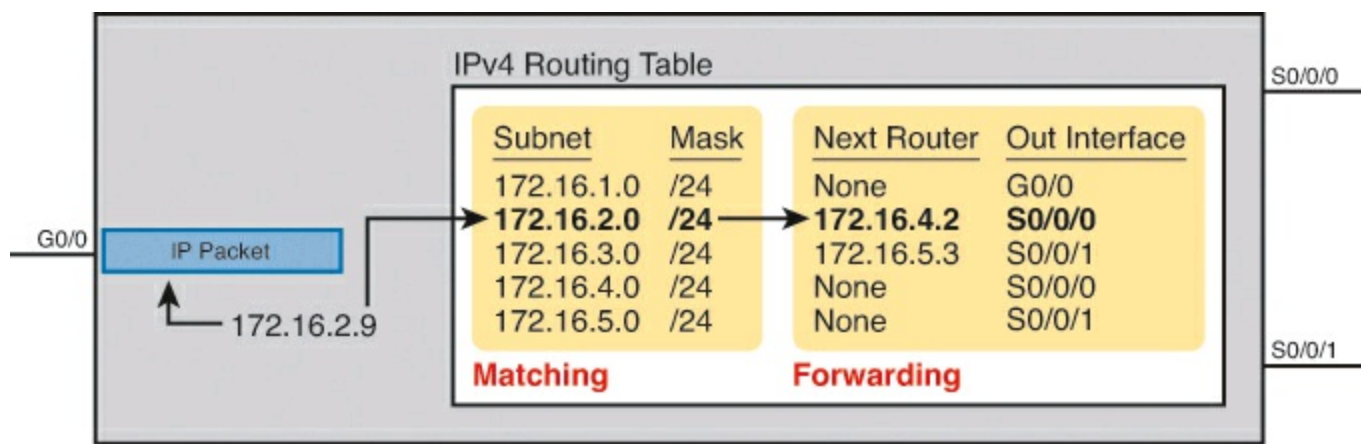 IPv4 Routing Table
S0/0/0
Subnet Mask Next Router Out Interface
172.16.1.0 /24 None G0/0
172.16.2.0 /24 172.16.4.2 S0/0/0
172.16.3.0 /24 172.16.5.3 S0/0/1
172.16.4.0 /24 None S0/0/0
172.16.5.0 /24 None S0/0/1
Matching Forwarding
G0/0
IP Packet
172.16.2.9
S0/0/1